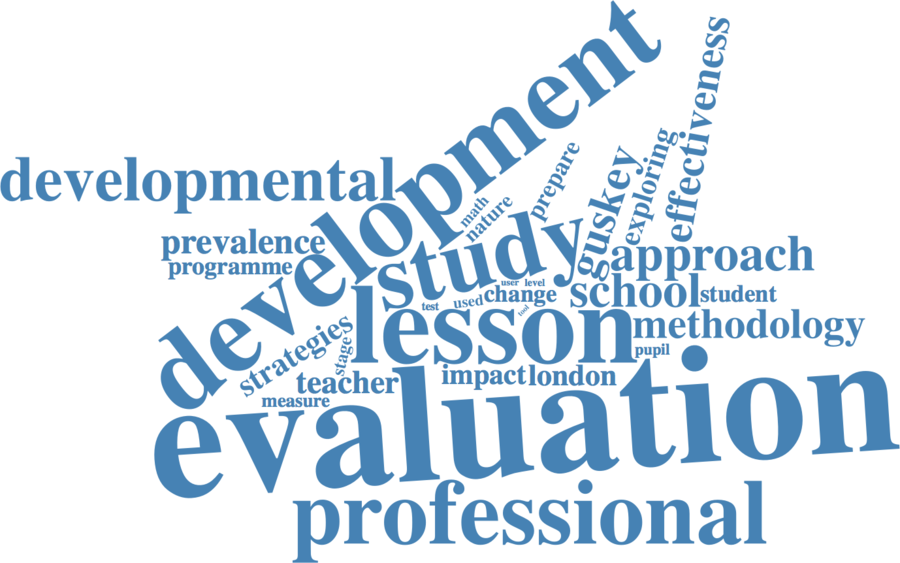 development
effectiveness
developmental
prepare
exploring
guskey
math
nature
study
prevalence
programme
approach
user
level
change
school
student
test
used
tool
lesson
methodology
strategies
stage
pupil
teacher
impact
london
measure
evaluation
professional